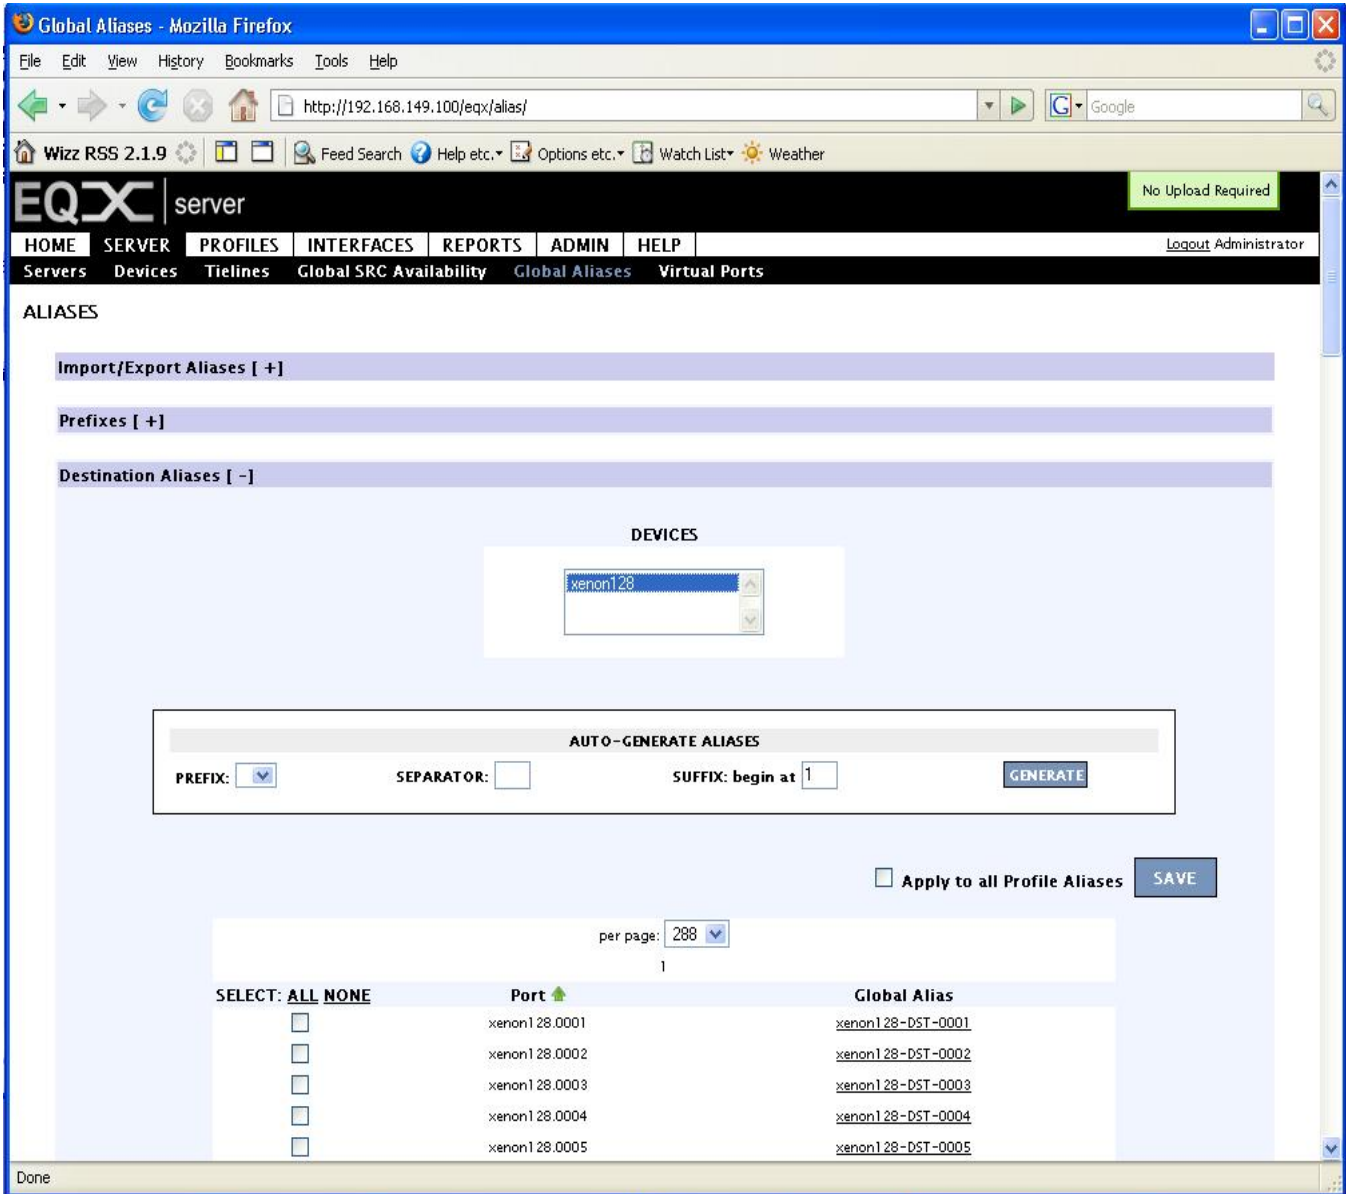 Global Aliases - Mozilla Firefox
File Edit View History Bookmarks Tools Help
http://192.168.149.100/eqx/alias/ G Google
Wizz RSS 2.1.9 Feed Search Help etc. Options etc. Watch List Weather
EQX server No Upload Required
HOME SERVER PROFILES INTERFACES REPORTS ADMIN HELP Logout Administrator
Servers Devices Tielines Global SRC Availability Global Aliases Virtual Ports
ALIASES
Import/Export Aliases [ +]
Prefixes [ +]
Destination Aliases [ -]
DEVICES
xenon128
AUTO-GENERATE ALIASES
PREFIX: SEPARATOR: SUFFIX: begin at 1 GENERATE
Apply to all Profile Aliases SAVE
per page: 288
1
SELECT: ALL NONE Port Global Alias
xenon128.0001 xenon128-DST-0001
xenon128.0002 xenon128-DST-0002
xenon128.0003 xenon128-DST-0003
xenon128.0004 xenon128-DST-0004
xenon128.0005 xenon128-DST-0005
Done